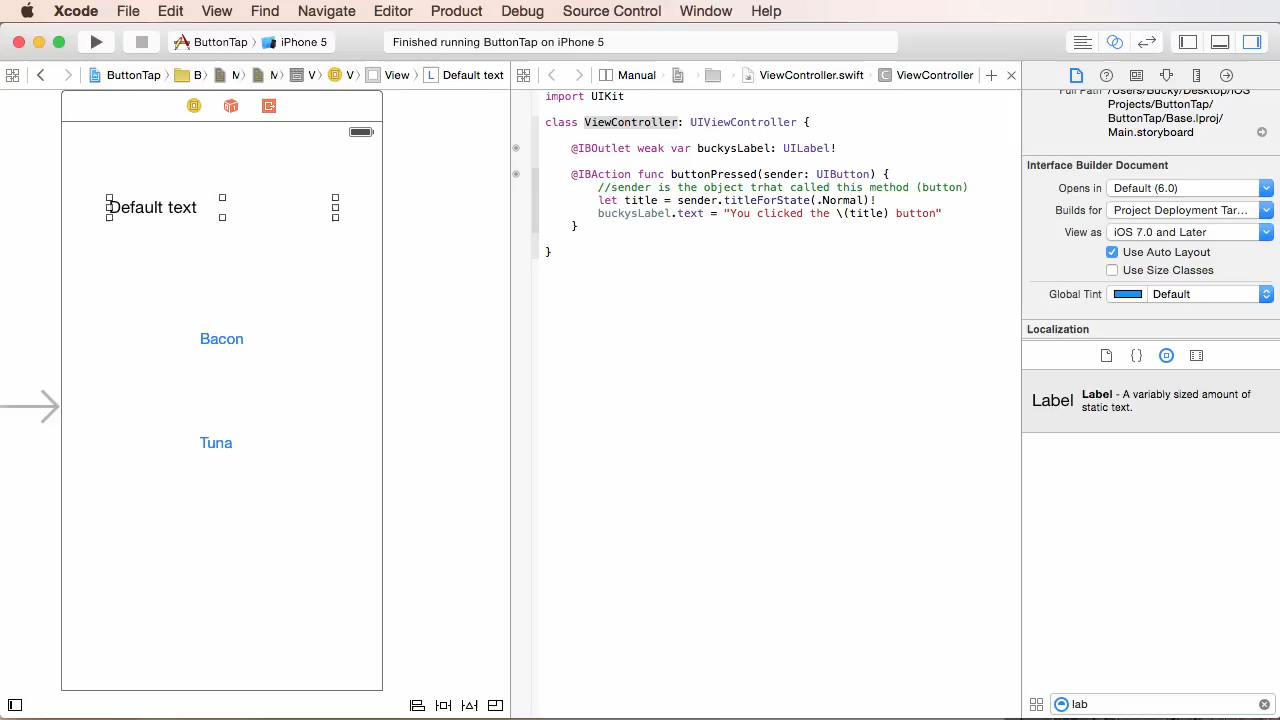 Xcode File Edit View Find Navigate Editor Product Debug Source Control Window Help
ButtonTap iPhone 5 Finished running ButtonTap on iPhone 5
ButtonTap B M M V V View L Default text
Manual ViewController.swift C ViewController
Default text
Bacon
Tuna
import UIKit
class ViewController: UIViewController {
@IBOutlet weak var buckysLabel: UILabel!
@IBAction func buttonPressed(sender: UIButton) {
//sender is the object trhat called this method (button)
let title = sender.titleForState(.Normal)!
buckysLabel.text = "You clicked the \(title) button"
}
}
Full Path /Users/Bucky/Desktop/iOS
Projects/ButtonTap/
ButtonTap/Base.lproj/
Main.storyboard
Interface Builder Document
Opens in Default (6.0)
Builds for Project Deployment Tar...
View as iOS 7.0 and Later
Use Auto Layout
Use Size Classes
Global Tint Default
Localization
Label Label - A variably sized amount of
static text.
lab